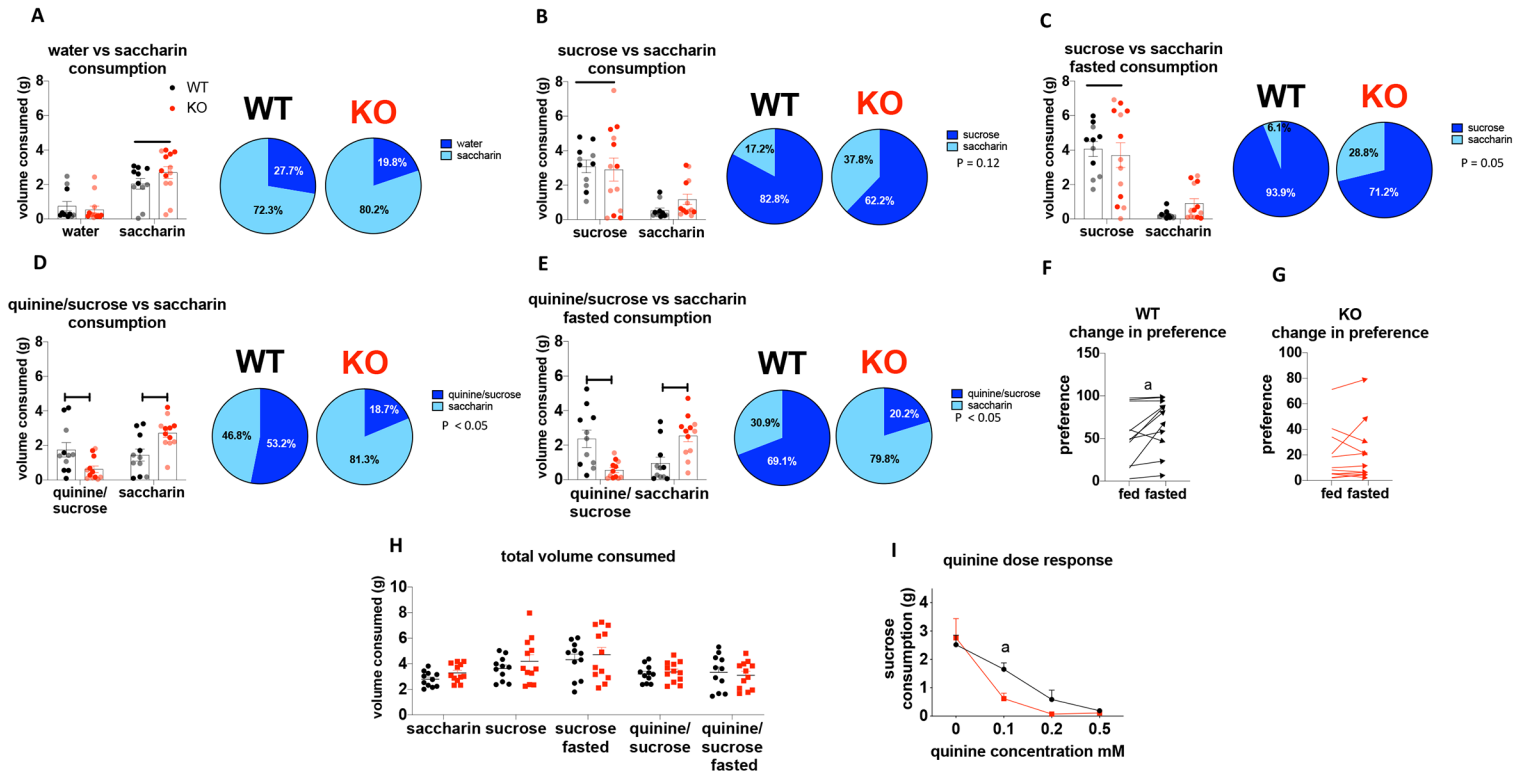 A
water vs saccharin
consumption
volume consumed (g)
8
6
4
2
0
WT
KO
water
saccharin
WT
KO
27.7%
72.3%
19.8%
80.2%
water
saccharin
B
sucrose vs saccharin
consumption
volume consumed (g)
8
6
4
2
0
sucrose
saccharin
WT
KO
17.2%
82.8%
37.8%
62.2%
sucrose
saccharin
P = 0.12
C
sucrose vs saccharin
fasted consumption
volume consumed (g)
8
6
4
2
0
sucrose
saccharin
WT
KO
6.1%
93.9%
28.8%
71.2%
sucrose
saccharin
P = 0.05
D
quinine/sucrose vs saccharin
consumption
volume consumed (g)
8
6
4
2
0
quinine/
sucrose
saccharin
WT
KO
46.8%
53.2%
18.7%
81.3%
quinine/sucrose
saccharin
P < 0.05
E
quinine/sucrose vs saccharin
fasted consumption
volume consumed (g)
8
6
4
2
0
quinine/
sucrose
saccharin
WT
KO
30.9%
69.1%
20.2%
79.8%
quinine/sucrose
saccharin
P < 0.05
F
WT
change in preference
preference
150
100
50
0
a
fed fasted
G
KO
change in preference
preference
100
80
60
40
20
0
fed fasted
H
total volume consumed
volume consumed (g)
10
8
6
4
2
0
saccharin
sucrose
sucrose
fasted
quinine/
sucrose
quinine/
sucrose
fasted
I
quinine dose response
sucrose
consumption (g)
4
3
2
1
0
a
0 0.1 0.2 0.5
quinine concentration mM